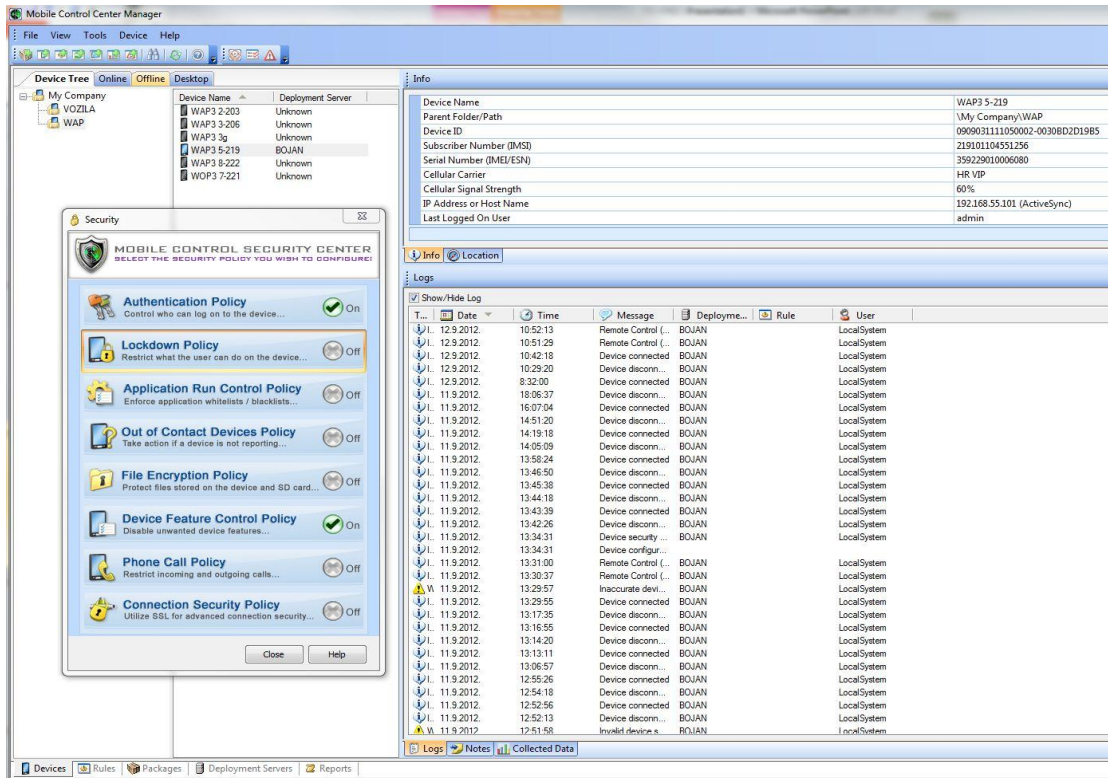 Mobile Control Center Manager
File View Tools Device Help
Device Tree Online Offline Desktop
My Company
VOZILA
WAP
Device Name Deployment Server
WAP3 2-203 Unknown
WAP3 3-206 Unknown
WAP3 3g Unknown
WAP3 5-219 BOJAN
WAP3 8-222 Unknown
WOP3 7-221 Unknown
Info
Device Name WAP3 5-219
Parent Folder/Path \My Company\WAP
Device ID 0909031111050002-0030BD2D19B5
Subscriber Number (IMSI) 219101104551256
Serial Number (IMEI/ESN) 359229010006080
Cellular Carrier HR VIP
Cellular Signal Strength 60%
IP Address or Host Name 192.168.55.101 (ActiveSync)
Last Logged On User admin
Info Location
Security
MOBILE CONTROL SECURITY CENTER
SELECT THE SECURITY POLICY YOU WISH TO CONFIGURE!
Authentication Policy On
Control who can log on to the device...
Lockdown Policy Off
Restrict what the user can do on the device...
Application Run Control Policy Off
Enforce application whitelists / blacklists...
Out of Contact Devices Policy Off
Take action if a device is not reporting...
File Encryption Policy Off
Protect files stored on the device and SD card...
Device Feature Control Policy On
Disable unwanted device features...
Phone Call Policy Off
Restrict incoming and outgoing calls...
Connection Security Policy Off
Utilize SSL for advanced connection security...
Close Help
Logs
Show/Hide Log
T... Date Time Message Deployme... Rule User
I... 12.9.2012. 10:52:13 Remote Control (... BOJAN LocalSystem
I... 12.9.2012. 10:51:29 Remote Control (... BOJAN LocalSystem
I... 12.9.2012. 10:42:18 Device connected BOJAN LocalSystem
I... 12.9.2012. 10:29:20 Device disconn... BOJAN LocalSystem
I... 12.9.2012. 8:32:00 Device connected BOJAN LocalSystem
I... 11.9.2012. 18:06:37 Device disconn... BOJAN LocalSystem
I... 11.9.2012. 16:07:04 Device connected BOJAN LocalSystem
I... 11.9.2012. 14:51:20 Device disconn... BOJAN LocalSystem
I... 11.9.2012. 14:19:18 Device connected BOJAN LocalSystem
I... 11.9.2012. 14:05:09 Device disconn... BOJAN LocalSystem
I... 11.9.2012. 13:58:24 Device connected BOJAN LocalSystem
I... 11.9.2012. 13:46:50 Device disconn... BOJAN LocalSystem
I... 11.9.2012. 13:45:38 Device connected BOJAN LocalSystem
I... 11.9.2012. 13:44:18 Device disconn... BOJAN LocalSystem
I... 11.9.2012. 13:43:39 Device connected BOJAN LocalSystem
I... 11.9.2012. 13:42:26 Device disconn... BOJAN LocalSystem
I... 11.9.2012. 13:34:31 Device security ... BOJAN LocalSystem
I... 11.9.2012. 13:34:31 Device configur...
I... 11.9.2012. 13:31:00 Remote Control (... BOJAN LocalSystem
I... 11.9.2012. 13:30:37 Remote Control (... BOJAN LocalSystem
W 11.9.2012. 13:29:57 Inaccurate devi... BOJAN LocalSystem
I... 11.9.2012. 13:29:55 Device connected BOJAN LocalSystem
I... 11.9.2012. 13:17:35 Device disconn... BOJAN LocalSystem
I... 11.9.2012. 13:16:55 Device connected BOJAN LocalSystem
I... 11.9.2012. 13:14:20 Device disconn... BOJAN LocalSystem
I... 11.9.2012. 13:13:11 Device connected BOJAN LocalSystem
I... 11.9.2012. 13:06:57 Device disconn... BOJAN LocalSystem
I... 11.9.2012. 12:55:26 Device connected BOJAN LocalSystem
I... 11.9.2012. 12:54:18 Device disconn... BOJAN LocalSystem
I... 11.9.2012. 12:52:56 Device connected BOJAN LocalSystem
I... 11.9.2012. 12:52:13 Device disconn... BOJAN LocalSystem
W 11.9.2012. 12:51:58 Invalid device s... BOJAN LocalSystem
Logs Notes Collected Data
Devices Rules Packages Deployment Servers Reports